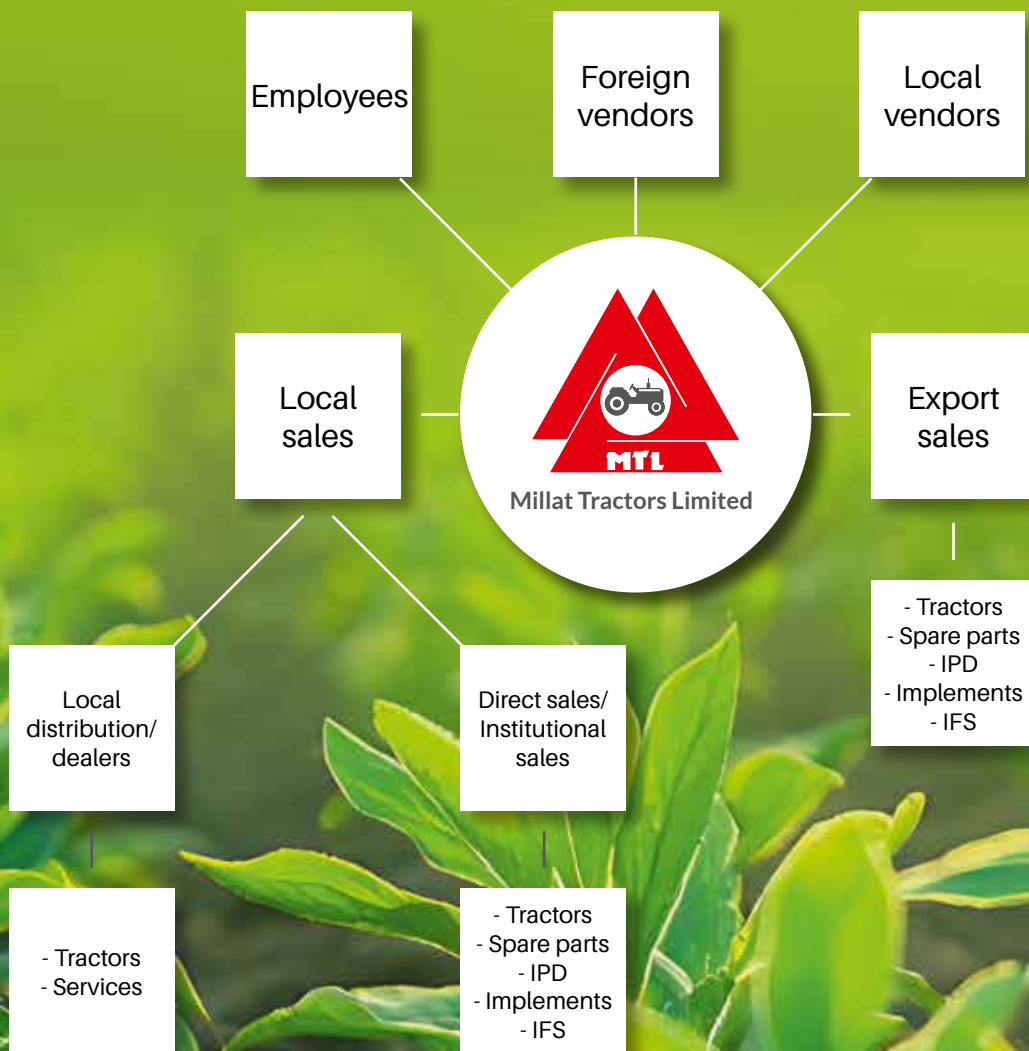 Employees
Foreign
vendors
Local
vendors
Local
sales
MTL
Millat Tractors Limited
Export
sales
- Tractors
- Spare parts
- IPD
- Implements
- IFS
Local
distribution/
dealers
Direct sales/
Institutional
sales
- Tractors
- Services
- Tractors
- Spare parts
- IPD
- Implements
- IFS